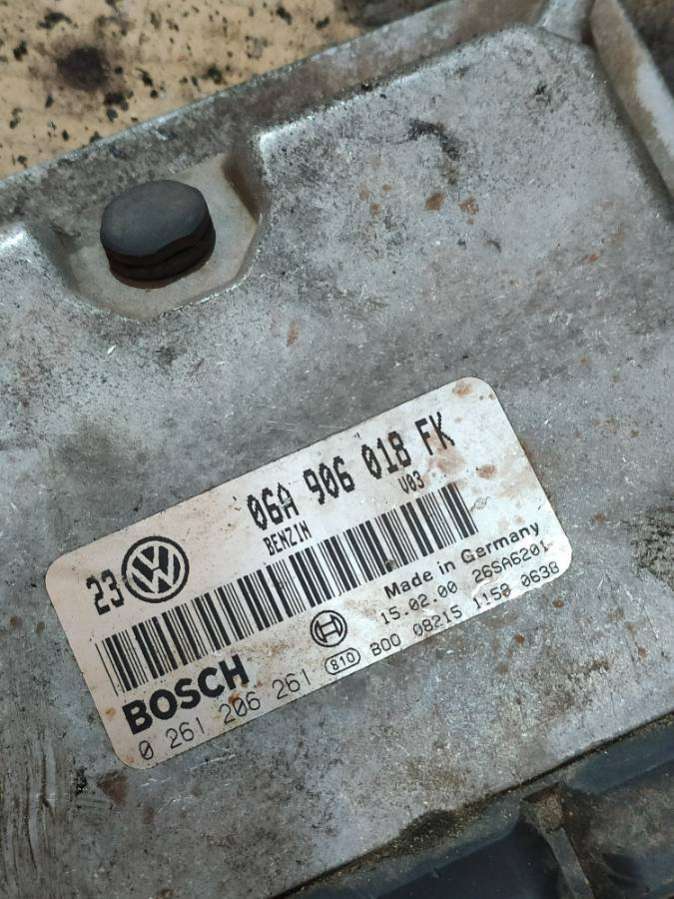 06A 906 018 FK
BENZIN V03
23
Made in Germany
15.02.00 26SA6201
BOSCH
0 261 206 261 810 B00 08215 1150 0638